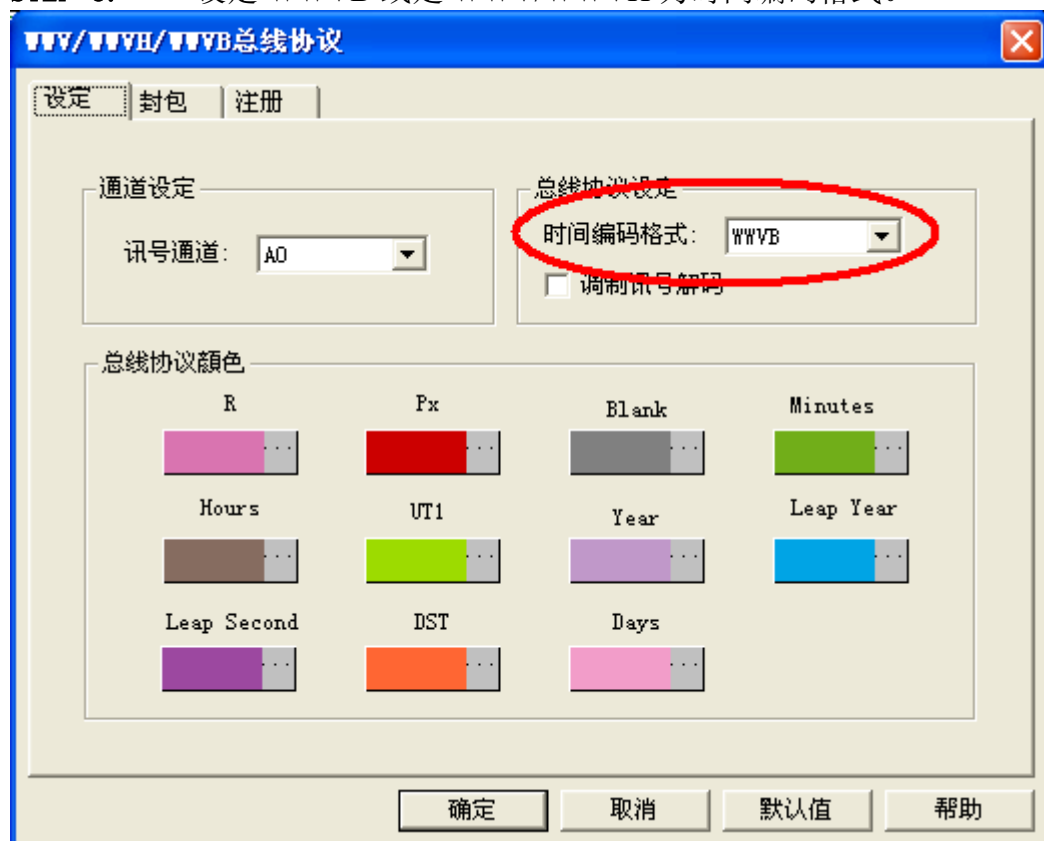 WWV/WWVH/WWVB总线协议
设定 封包 注册
通道设定 总线协议设定
讯号通道: A0 时间编码格式: WWVB
调制讯号解码
总线协议顏色
R Px Blank Minutes
... ... ... ...
Hours UT1 Year Leap Year
... ... ... ...
Leap Second DST Days
... ... ...
确定 取消 默认值 帮助